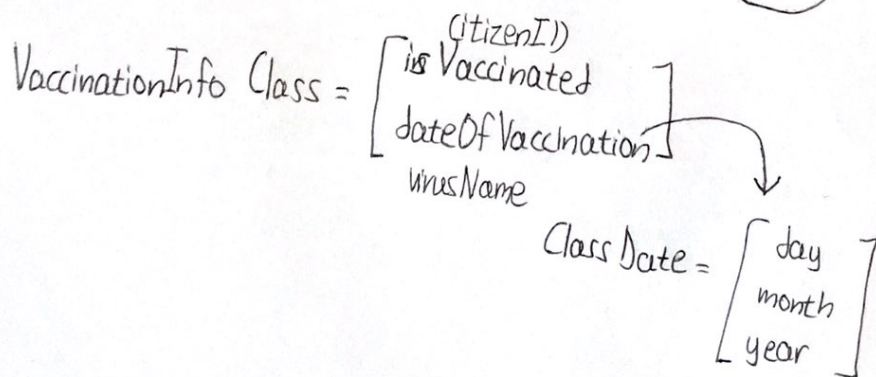 CitizenID
VaccinationInfo Class = [ isVaccinated ]
dateOfVaccination
virusName
Class Date = [ day
month
year ]